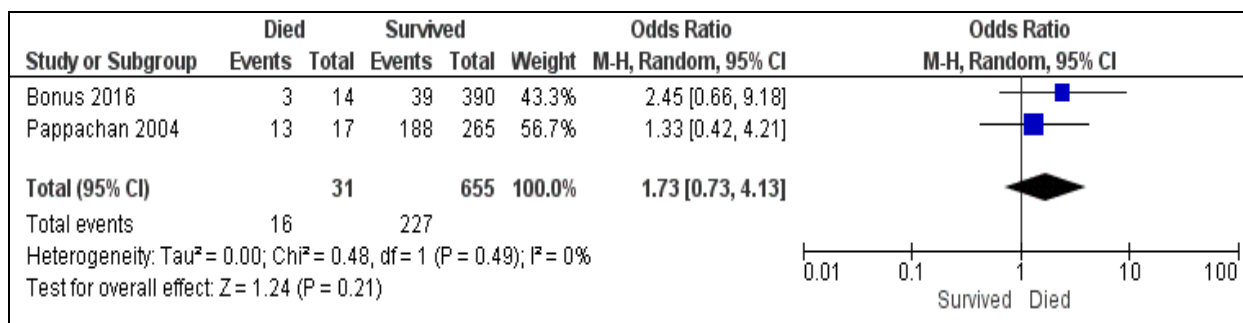 Died Survived Odds Ratio Odds Ratio
Study or Subgroup Events Total Events Total Weight M-H, Random, 95% CI M-H, Random, 95% CI
Bonus 2016 3 14 39 390 43.3% 2.45 [0.66, 9.18]
Pappachan 2004 13 17 188 265 56.7% 1.33 [0.42, 4.21]
Total (95% CI) 31 655 100.0% 1.73 [0.73, 4.13]
Total events 16 227
Heterogeneity: Tau² = 0.00; Chi² = 0.48, df = 1 (P = 0.49); I² = 0%
Test for overall effect: Z = 1.24 (P = 0.21)
0.01 0.1 1 10 100
Survived Died